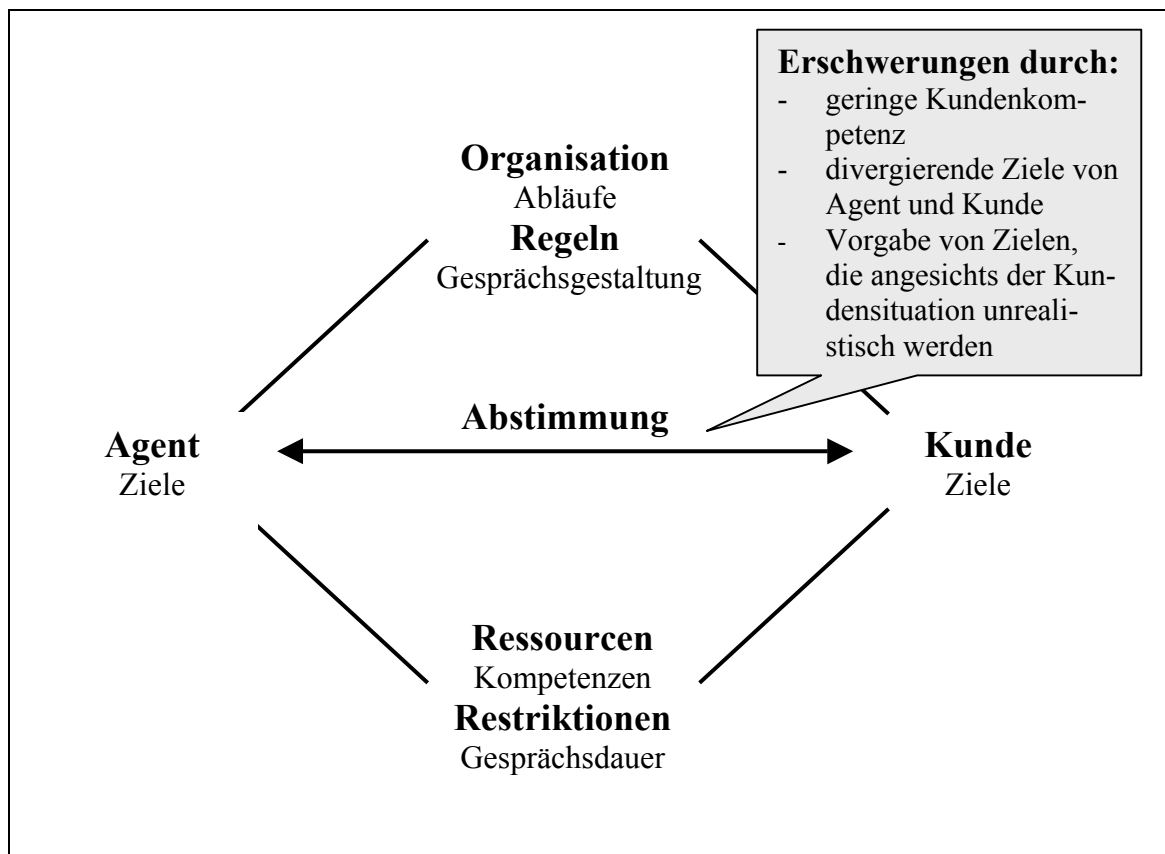 Erschwerungen durch:
- geringe Kundenkom-
petenz
- divergierende Ziele von
Agent und Kunde
- Vorgabe von Zielen,
die angesichts der Kun-
densituation unreali-
stisch werden
Organisation
Abläufe
Regeln
Gesprächsgestaltung
Abstimmung
Agent
Ziele
Kunde
Ziele
Ressourcen
Kompetenzen
Restriktionen
Gesprächsdauer